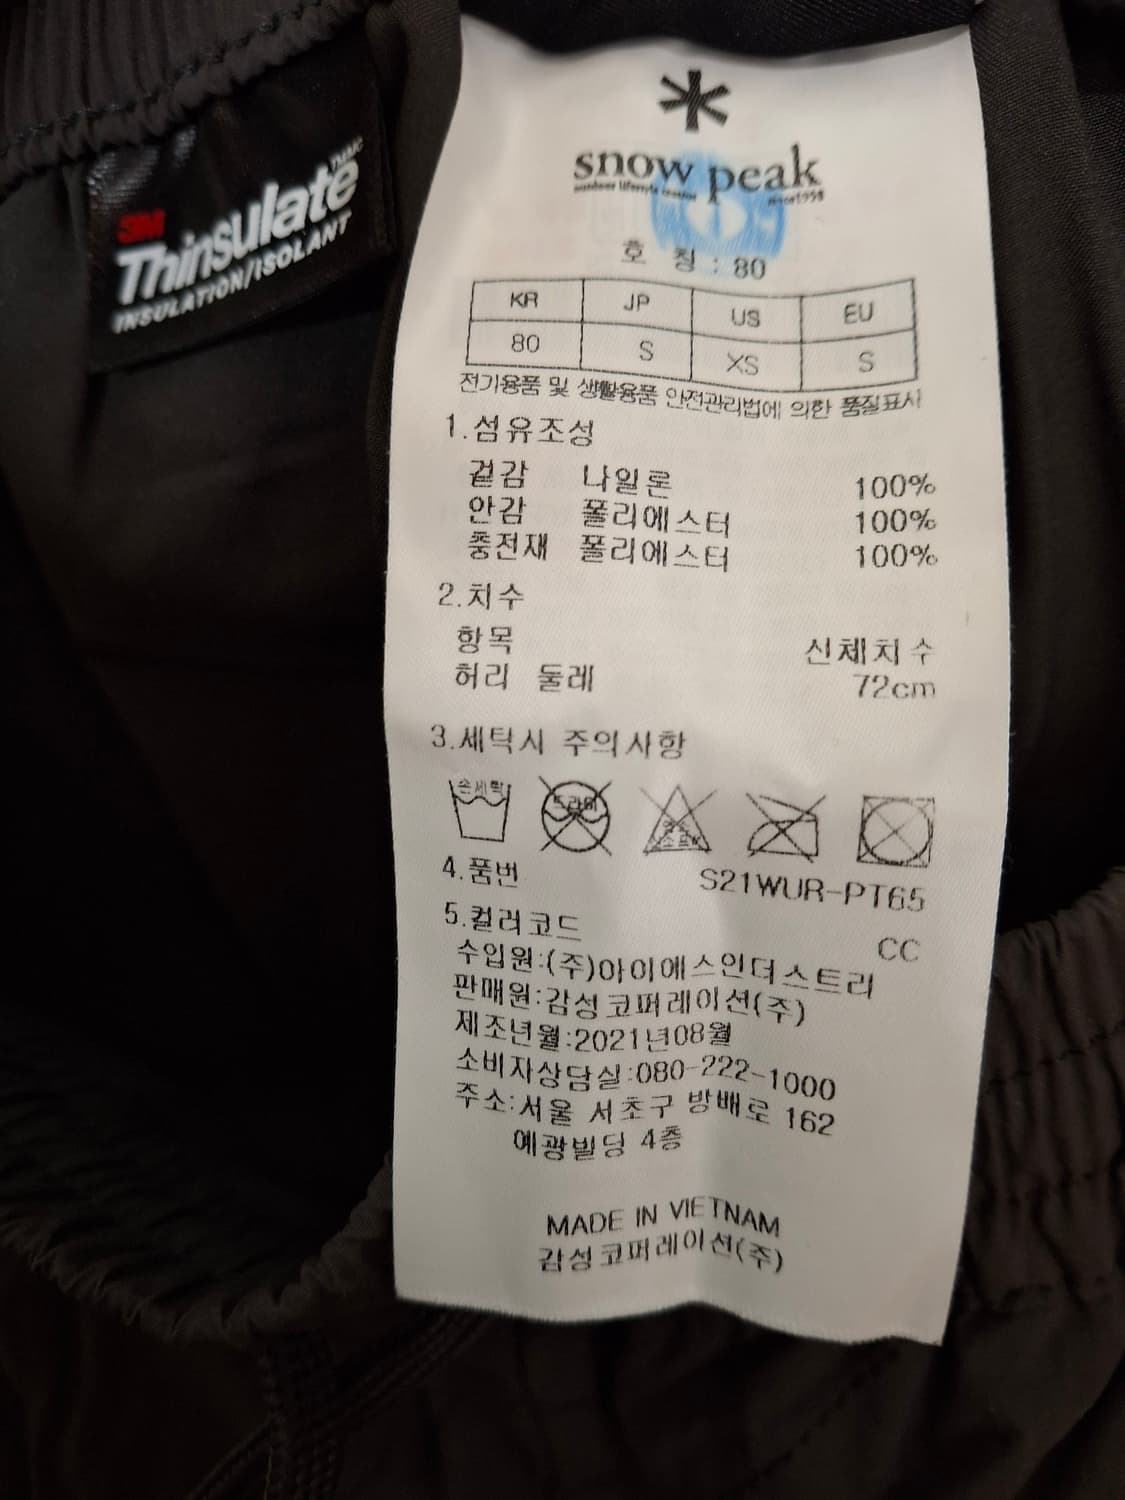 3M
Thinsulate
INSULATION/ISOLANT
snow peak
outdoor lifestyle creator since1958
호 칭 : 80
KR JP US EU
80 S XS S
전기용품 및 생활용품 안전관리법에 의한 품질표시
1.섬유조성
겉감 나일론 100%
안감 폴리에스터 100%
충전재 폴리에스터 100%
2.치수
항목 신체치수
허리 둘레 72cm
3.세탁시 주의사항
손세탁 드라이 염소표백
4.품번 S21WUR-PT65
5.컬러코드 CC
수입원:(주)아이에스인더스트리
판매원:감성코퍼레이션(주)
제조년월:2021년08월
소비자상담실:080-222-1000
주소:서울 서초구 방배로 162
예광빌딩 4층
MADE IN VIETNAM
감성코퍼레이션(주)